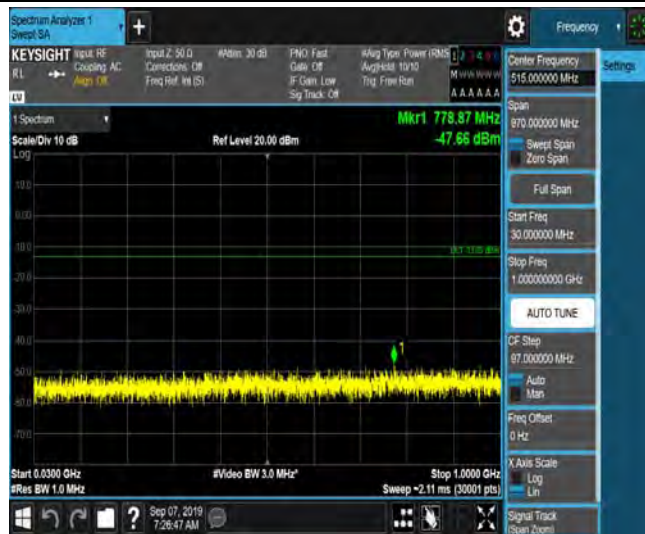 Spectrum Analyzer 1
Swept SA
+
Frequency
KEYSIGHT
RL
LV
Input: RF
Coupling: AC
Align: Off
Input Z: 50 Ω
Corrections: Off
Freq Ref: Int (S)
#Atten: 30 dB
PNO: Fast
Gate: Off
IF Gain: Low
Sig Track: Off
#Avg Type: Power (RMS
Avg|Hold: 10/10
Trig: Free Run
1 2 3 4 5 6
M W W W W W
A A A A A A
1 Spectrum
Scale/Div 10 dB
Log
Ref Level 20.00 dBm
Mkr1 778.87 MHz
-47.66 dBm
10.0
0.00
-10.0
-20.0
-30.0
-40.0
-50.0
-60.0
-70.0
DL1 -13.00 dBm
1
Start 0.0300 GHz
#Res BW 1.0 MHz
#Video BW 3.0 MHz*
Stop 1.0000 GHz
Sweep ~2.11 ms (30001 pts)
Center Frequency
515.000000 MHz
Settings
Span
970.000000 MHz
Swept Span
Zero Span
Full Span
Start Freq
30.000000 MHz
Stop Freq
1.000000000 GHz
AUTO TUNE
CF Step
97.000000 MHz
Auto
Man
Freq Offset
0 Hz
X Axis Scale
Log
Lin
Signal Track
(Span Zoom)
?
Sep 07, 2019
7:26:47 AM